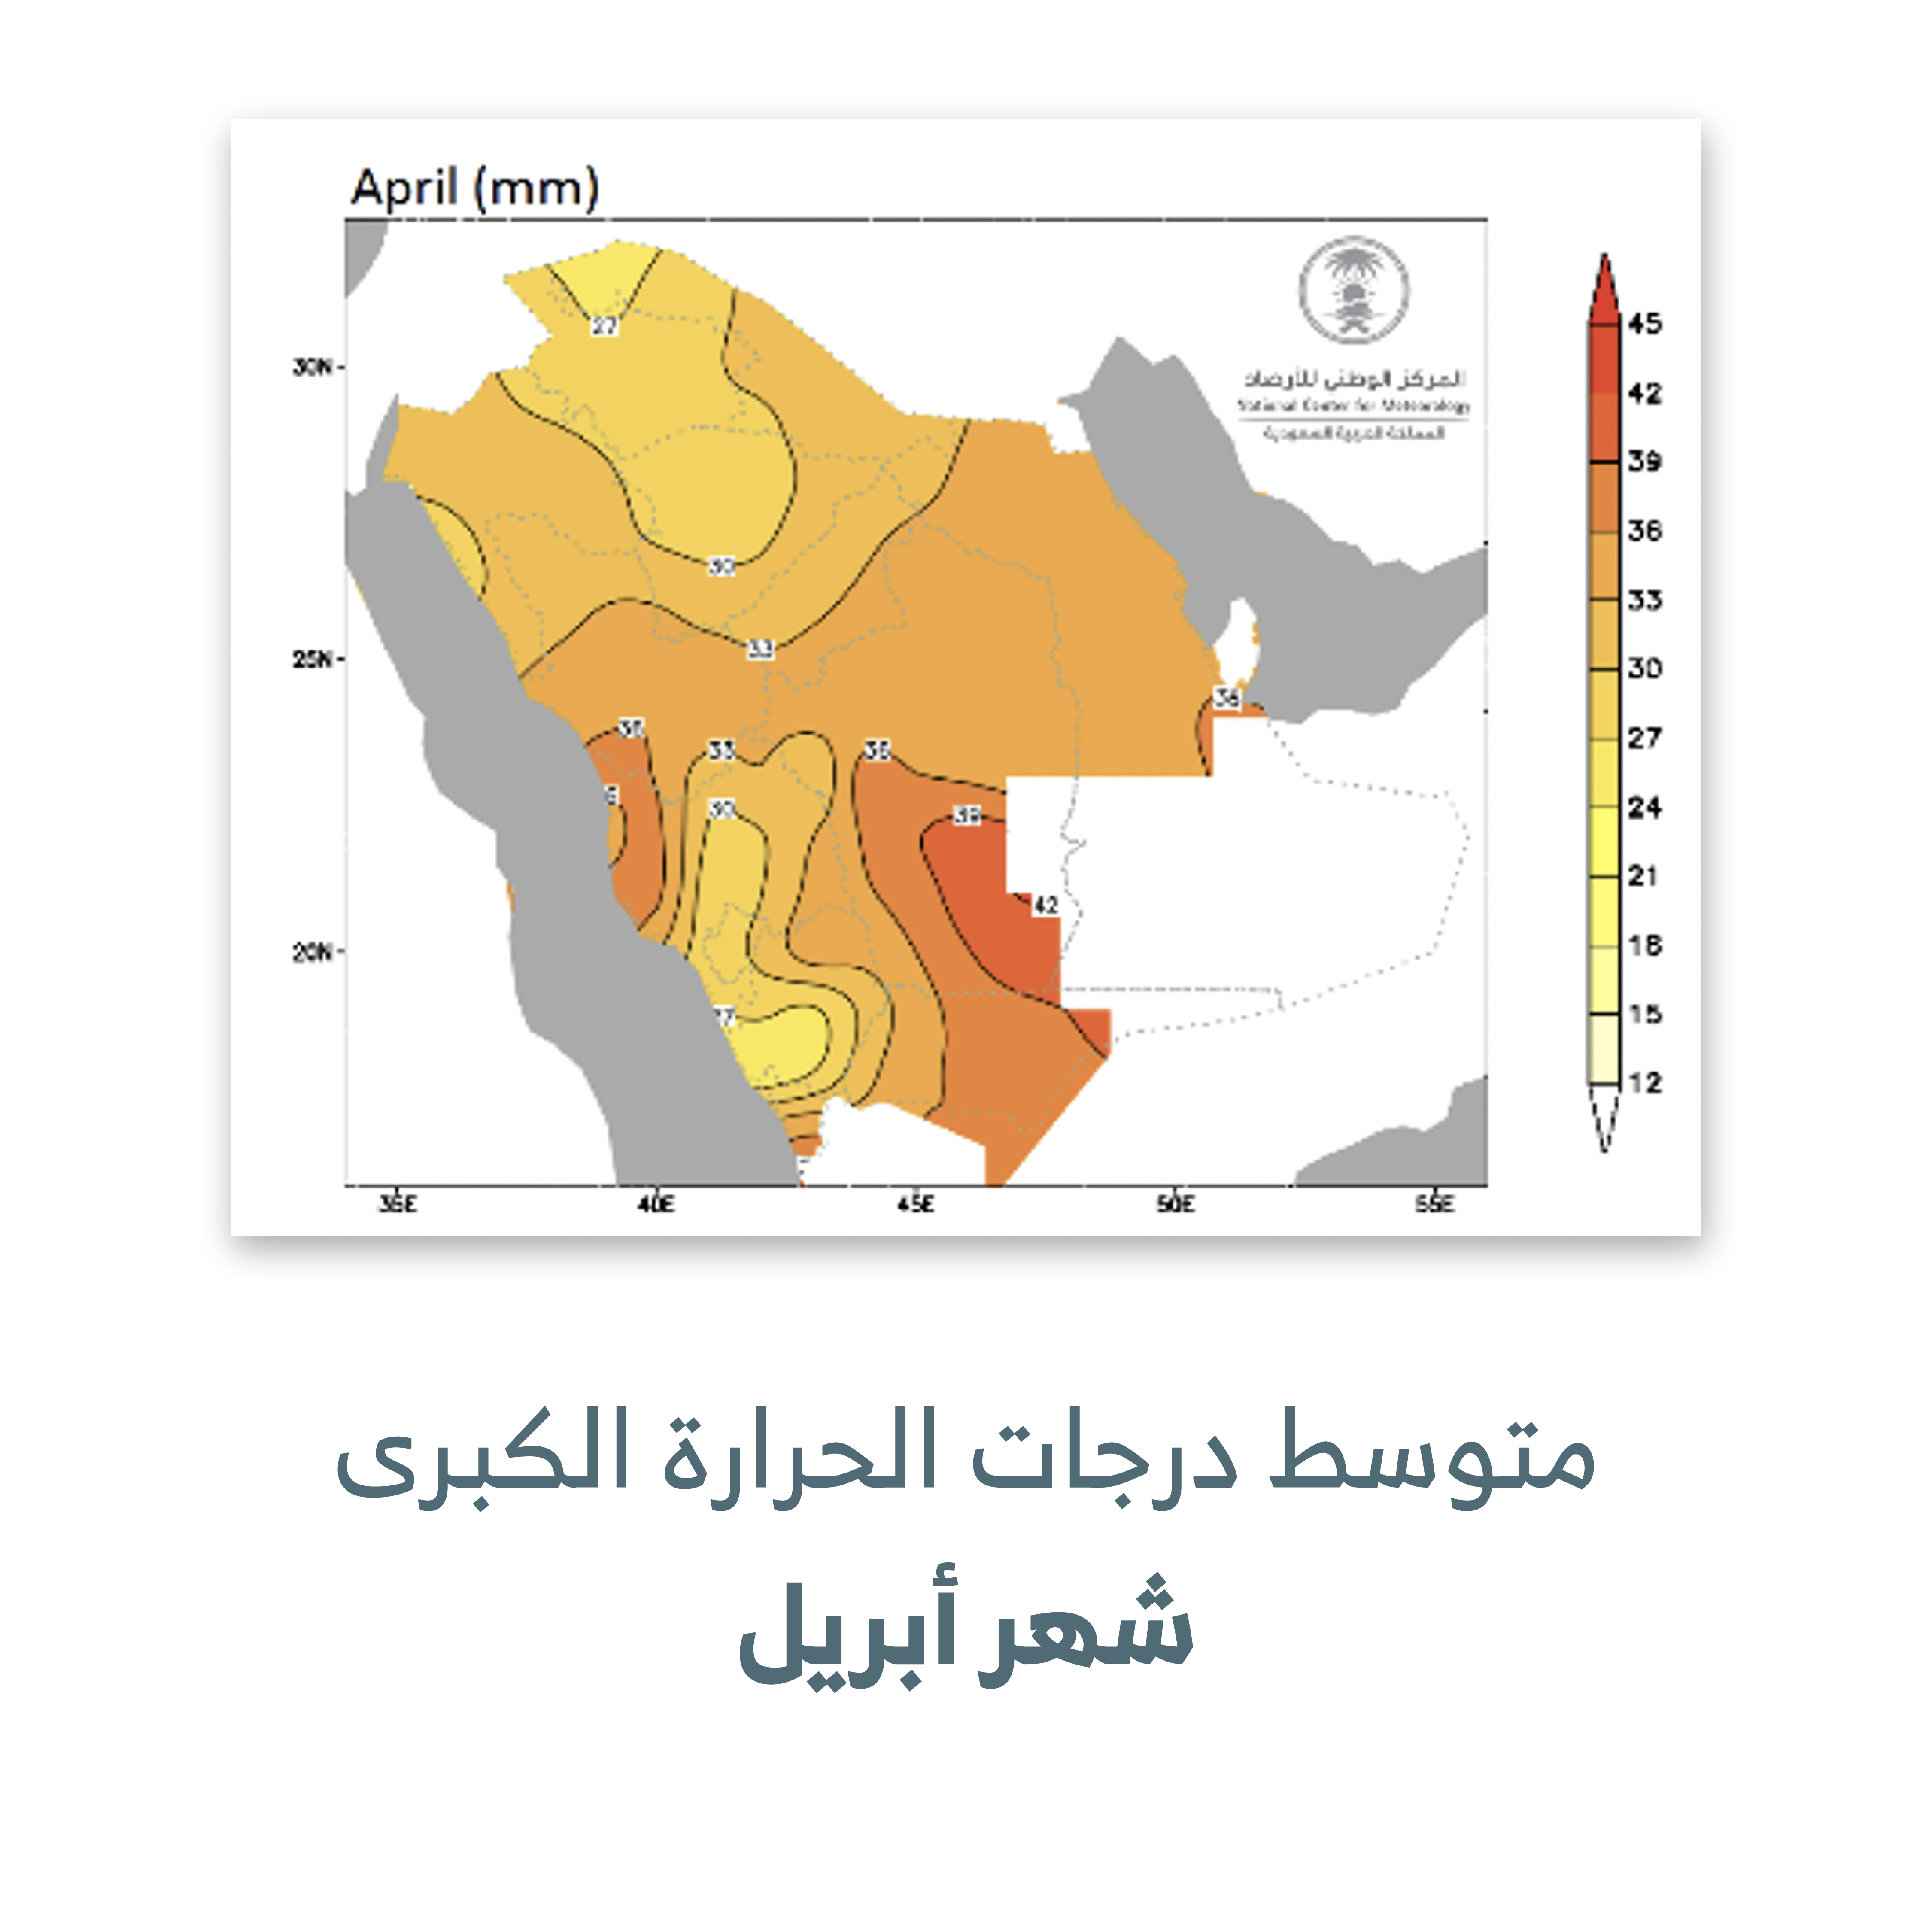 April (mm)
المركز الوطني للأرصاد
National Center for Meteorology
المملكة العربية السعودية
27
30
33
36
36
33
36
6
30
39
42
27
30N
25N
20N
35E
40E
45E
50E
55E
45
42
39
36
33
30
27
24
21
18
15
12
متوسط درجات الحرارة الكبرى
شهر أبريل